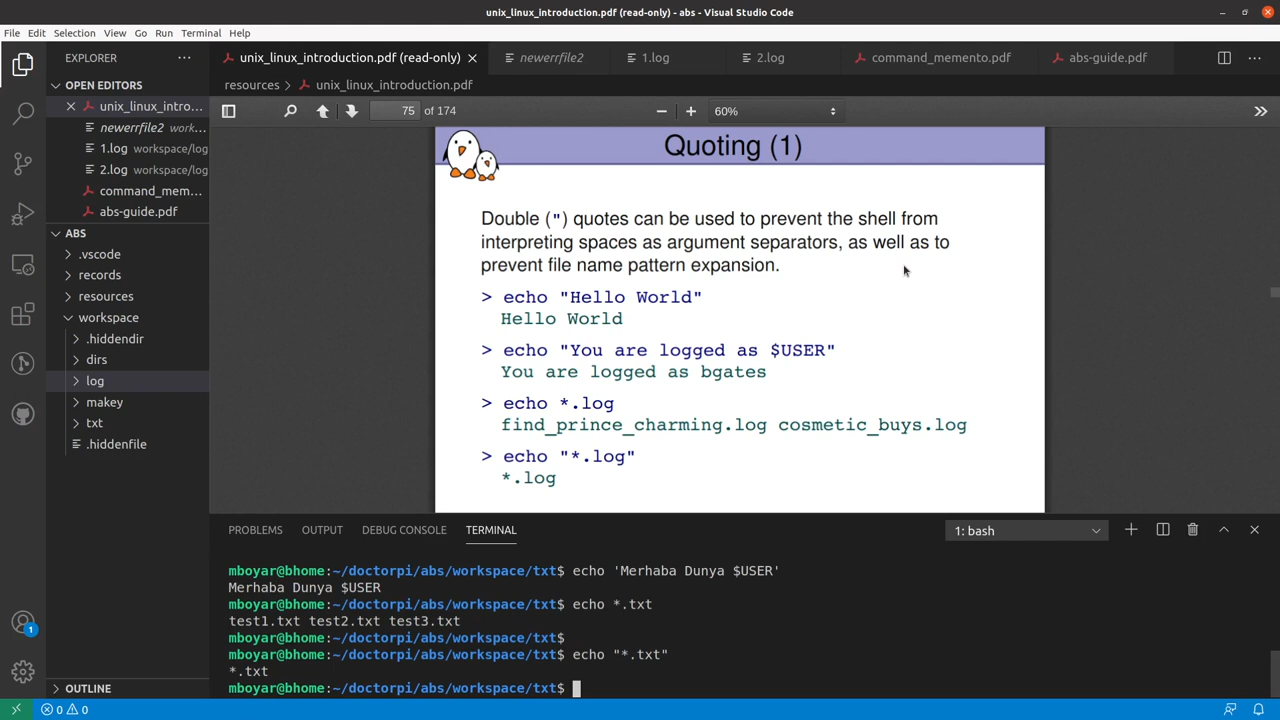 unix_linux_introduction.pdf (read-only) - abs - Visual Studio Code
File Edit Selection View Go Run Terminal Help
EXPLORER
unix_linux_introduction.pdf (read-only)
newerrfile2
1.log
2.log
command_memento.pdf
abs-guide.pdf
OPEN EDITORS
resources > unix_linux_introduction.pdf
unix_linux_intro...
75 of 174
60%
newerrfile2 work...
1.log workspace/log
2.log workspace/log
command_mem...
abs-guide.pdf
ABS
.vscode
records
resources
workspace
.hiddendir
dirs
log
makey
txt
.hiddenfile
Quoting (1)
Double (") quotes can be used to prevent the shell from
interpreting spaces as argument separators, as well as to
prevent file name pattern expansion.
> echo "Hello World"
Hello World
> echo "You are logged as $USER"
You are logged as bgates
> echo *.log
find_prince_charming.log cosmetic_buys.log
> echo "*.log"
*.log
PROBLEMS OUTPUT DEBUG CONSOLE TERMINAL
1: bash
mboyar@bhome:~/doctorpi/abs/workspace/txt$ echo 'Merhaba Dunya $USER'
Merhaba Dunya $USER
mboyar@bhome:~/doctorpi/abs/workspace/txt$ echo *.txt
test1.txt test2.txt test3.txt
mboyar@bhome:~/doctorpi/abs/workspace/txt$
mboyar@bhome:~/doctorpi/abs/workspace/txt$ echo "*.txt"
*.txt
mboyar@bhome:~/doctorpi/abs/workspace/txt$
1
OUTLINE
0 0